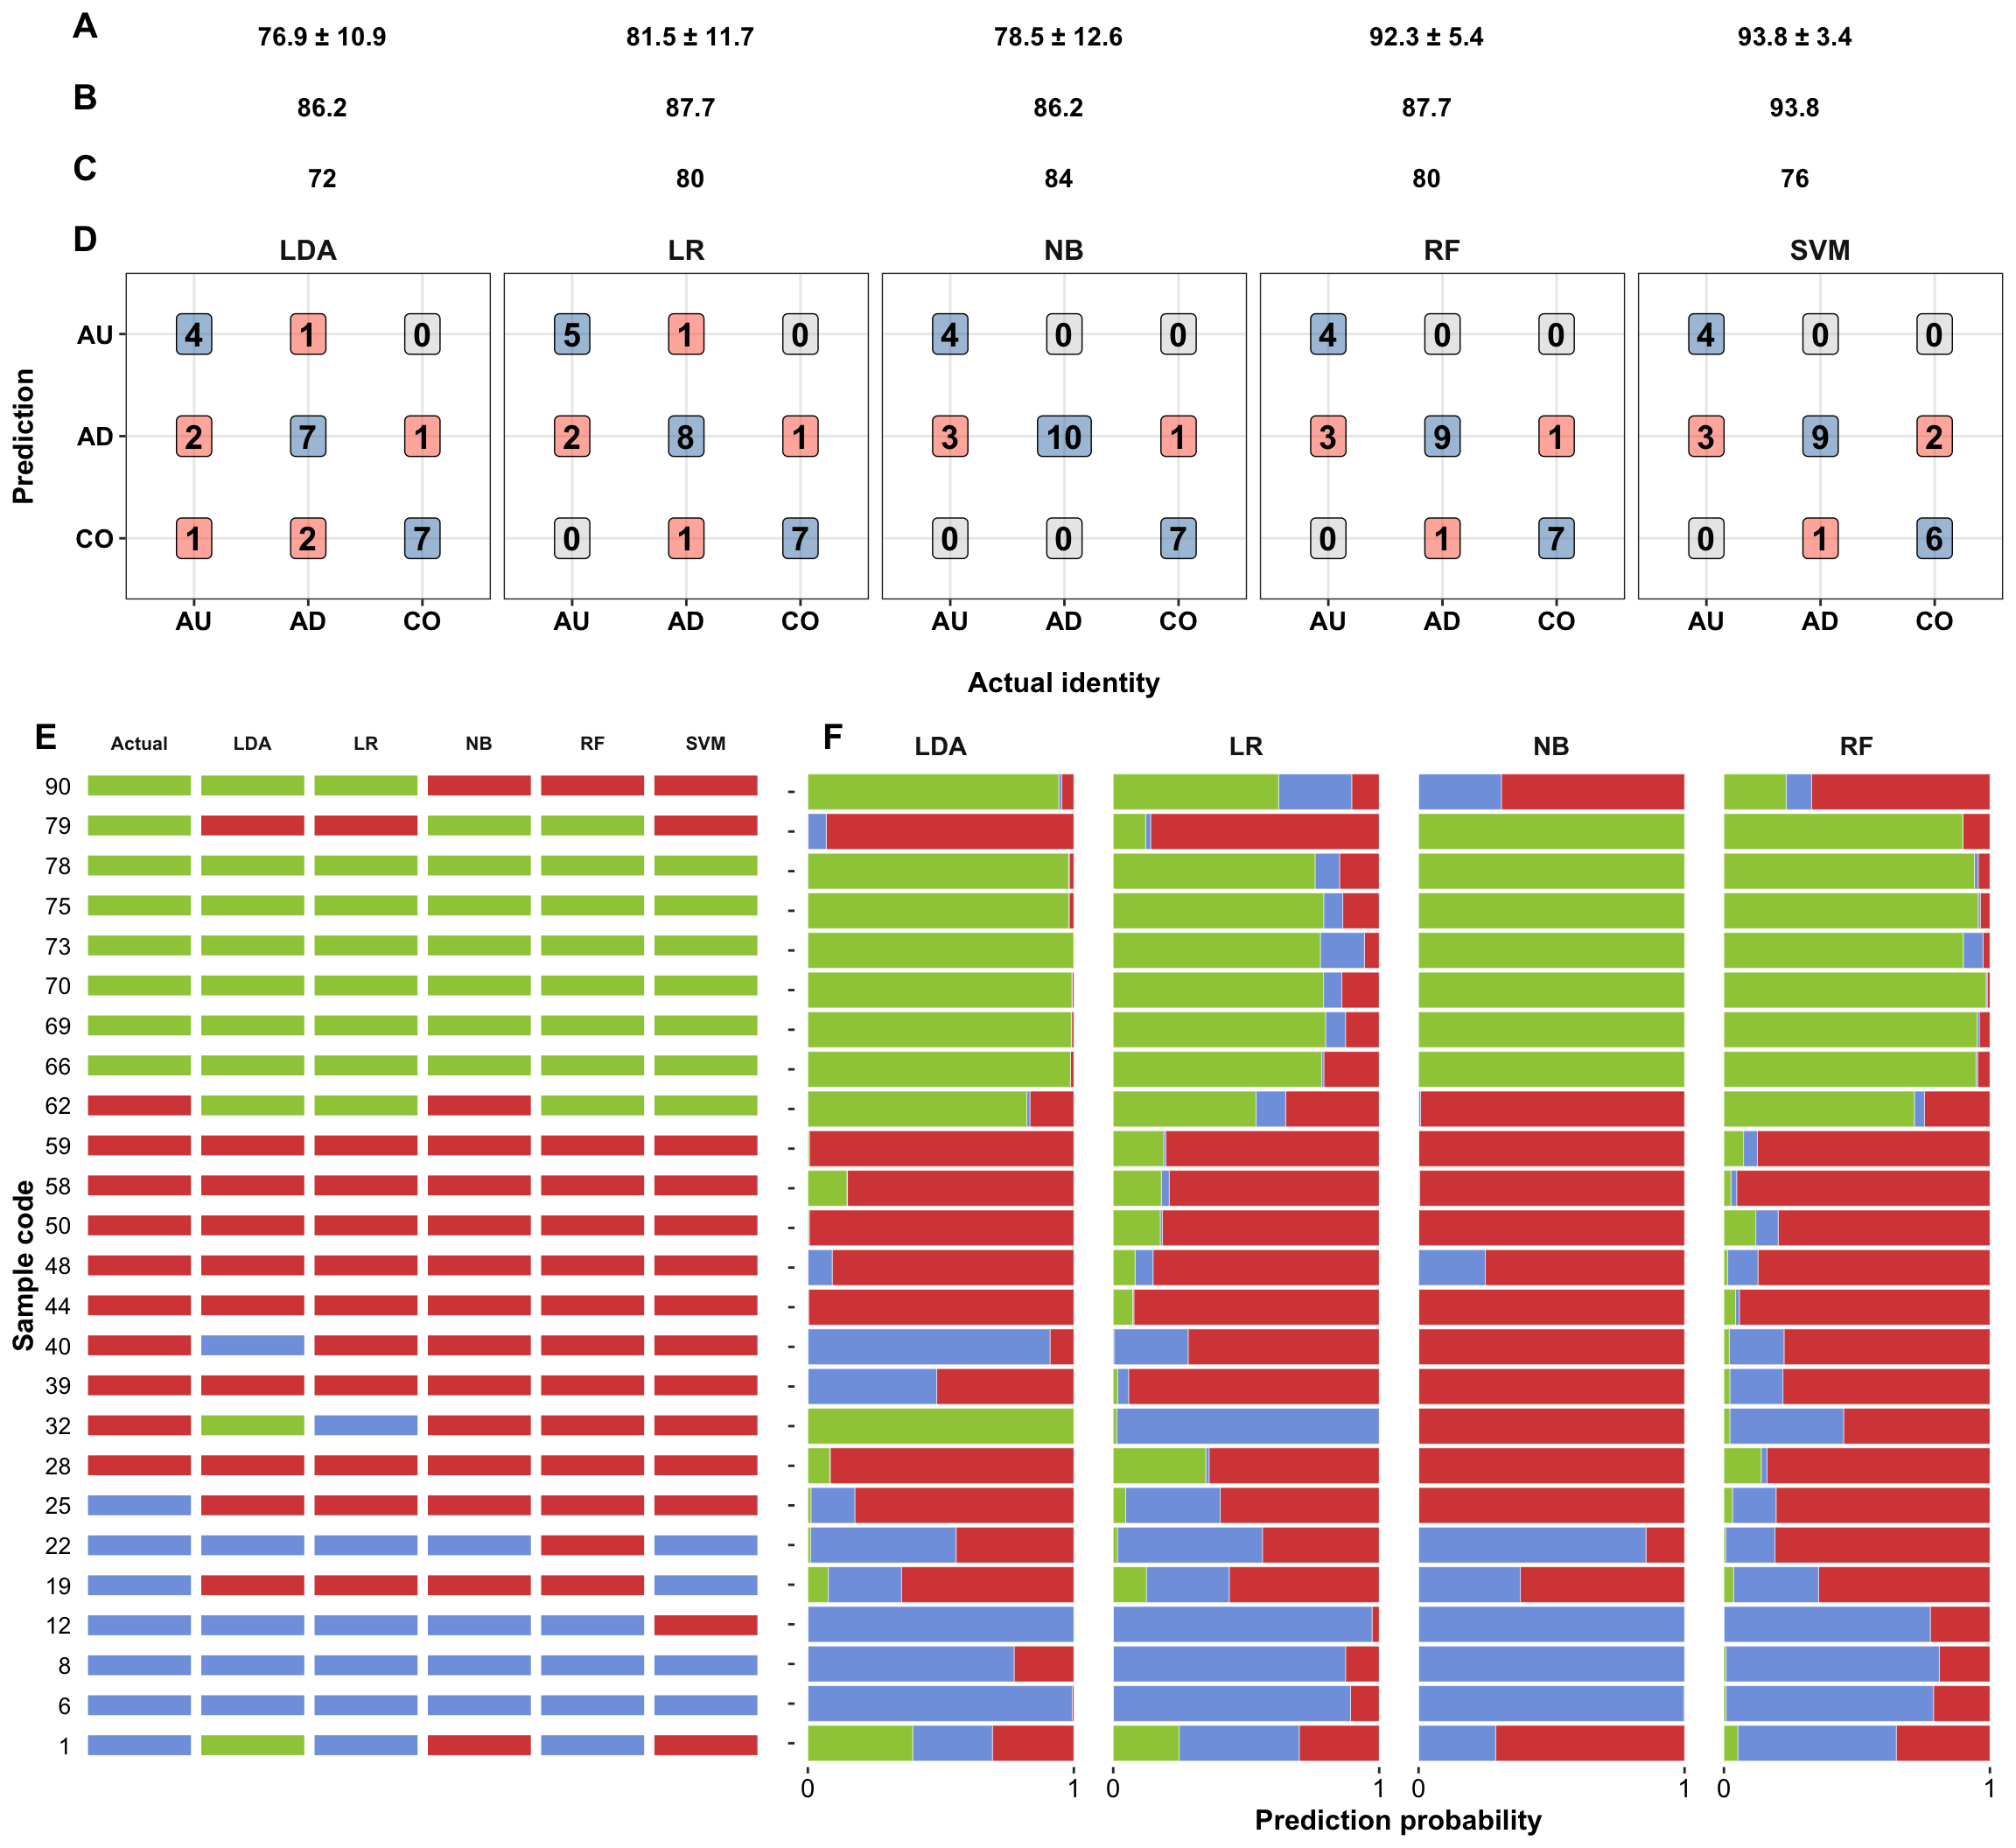 A 76.9 ± 10.9 81.5 ± 11.7 78.5 ± 12.6 92.3 ± 5.4 93.8 ± 3.4
B 86.2 87.7 86.2 87.7 93.8
C 72 80 84 80 76
D LDA LR NB RF SVM
AU 4 1 0 5 1 0 4 0 0 4 0 0 4 0 0
AD 2 7 1 2 8 1 3 10 1 3 9 1 3 9 2
CO 1 2 7 0 1 7 0 0 7 0 1 7 0 1 6
Prediction
AU AD CO AU AD CO AU AD CO AU AD CO AU AD CO
Actual identity
E Actual LDA LR NB RF SVM
90
79
78
75
73
70
69
66
62
59
58
50
48
44
40
39
32
28
25
22
19
12
8
6
1
Sample code
F LDA LR NB RF
0 1 0 1 0 1 0 1
Prediction probability